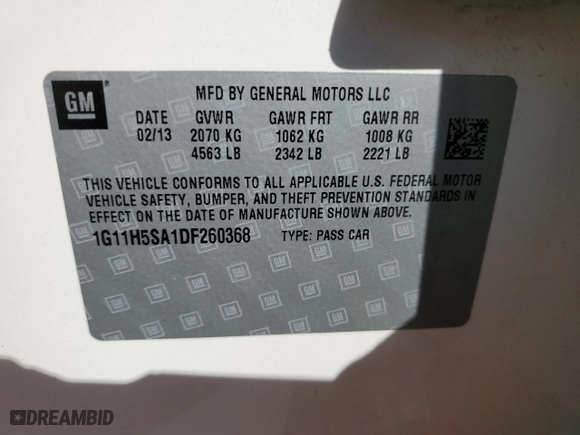 GM
MFD BY GENERAL MOTORS LLC
DATE GVWR GAWR FRT GAWR RR
02/13 2070 KG 1062 KG 1008 KG
4563 LB 2342 LB 2221 LB
THIS VEHICLE CONFORMS TO ALL APPLICABLE U.S. FEDERAL MOTOR
VEHICLE SAFETY, BUMPER, AND THEFT PREVENTION STANDARDS IN
EFFECT ON THE DATE OF MANUFACTURE SHOWN ABOVE.
1G11H5SA1DF260368 TYPE: PASS CAR
DREAMBID